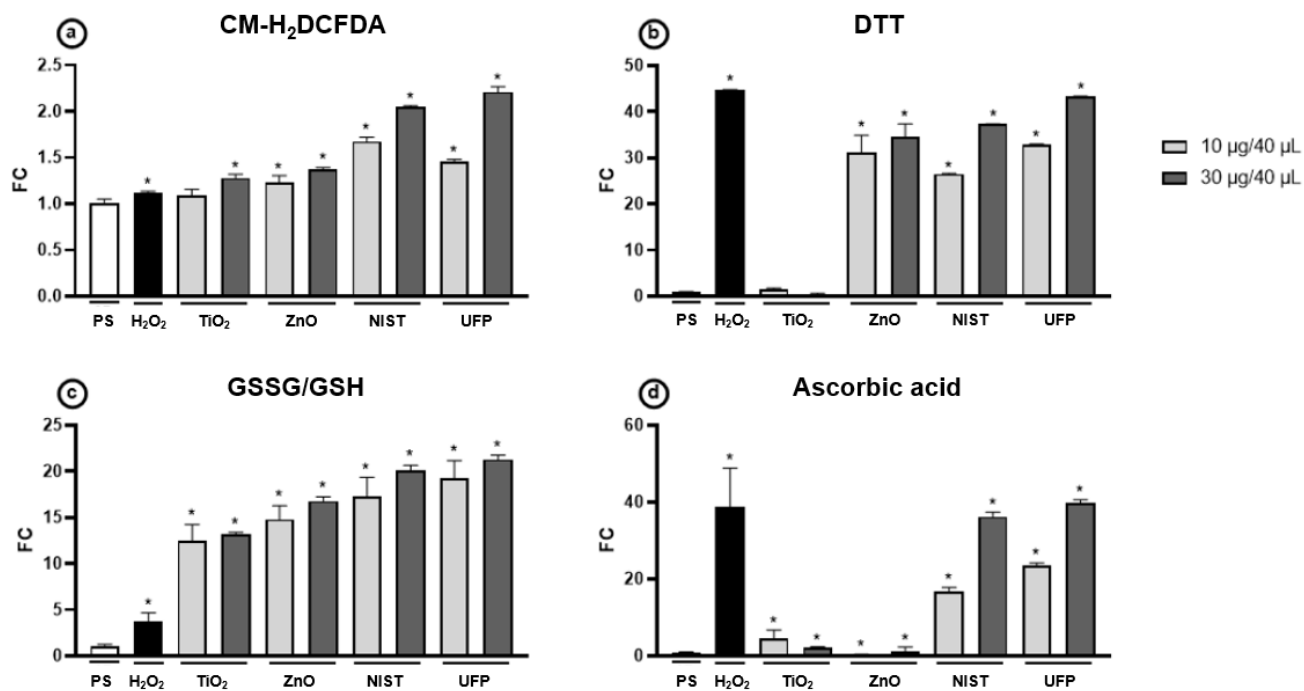 a
CM-H₂DCFDA
FC
2.5
2.0
1.5
1.0
0.5
0.0
* * * * * * * *
PS H₂O₂ TiO₂ ZnO NIST UFP
b
DTT
FC
50
40
30
20
10
0
* * * * * * *
PS H₂O₂ TiO₂ ZnO NIST UFP
10 µg/40 µL
30 µg/40 µL
c
GSSG/GSH
FC
25
20
15
10
5
0
* * * * * * * * *
PS H₂O₂ TiO₂ ZnO NIST UFP
d
Ascorbic acid
FC
60
40
20
0
* * * * * * * * *
PS H₂O₂ TiO₂ ZnO NIST UFP